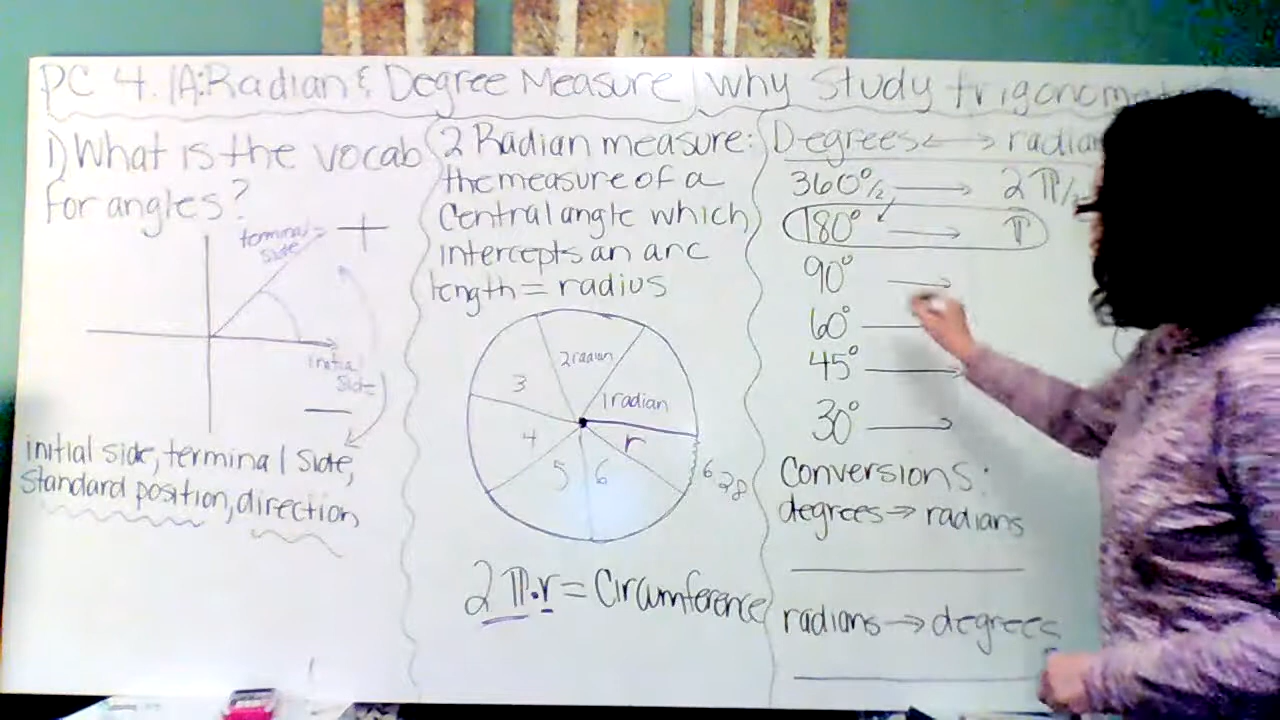 PC 4.1A: Radian & Degree Measure Why Study trigonomet
1) What is the vocab
for angles?
terminal
side
+
initial
side
—
initial side, terminal side,
standard position, direction
2 Radian measure:
the measure of a
central angle which
intercepts an arc
length = radius
2 radian
1 radian
3
4
r
5
6
6 28
2π·r = Circumference
Degrees ↔ radian
360°/2 → 2π/2
180° → π
90° →
60° →
45° →
30° →
Conversions:
degrees → radians
radians → degrees